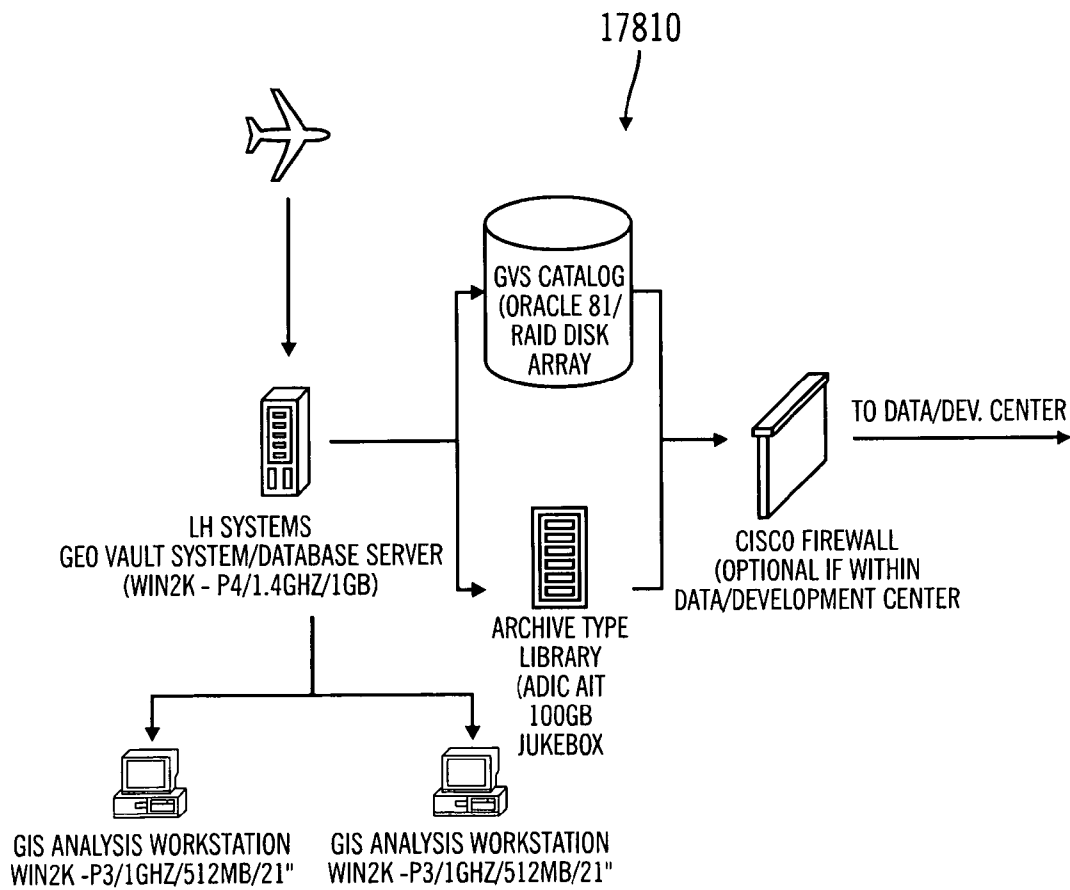 17810
GVS CATALOG
(ORACLE 81/
RAID DISK
ARRAY
TO DATA/DEV. CENTER
LH SYSTEMS
GEO VAULT SYSTEM/DATABASE SERVER
(WIN2K - P4/1.4GHZ/1GB)
CISCO FIREWALL
(OPTIONAL IF WITHIN
DATA/DEVELOPMENT CENTER
ARCHIVE TYPE
LIBRARY
(ADIC AIT
100GB
JUKEBOX
GIS ANALYSIS WORKSTATION
WIN2K -P3/1GHZ/512MB/21"
GIS ANALYSIS WORKSTATION
WIN2K -P3/1GHZ/512MB/21"